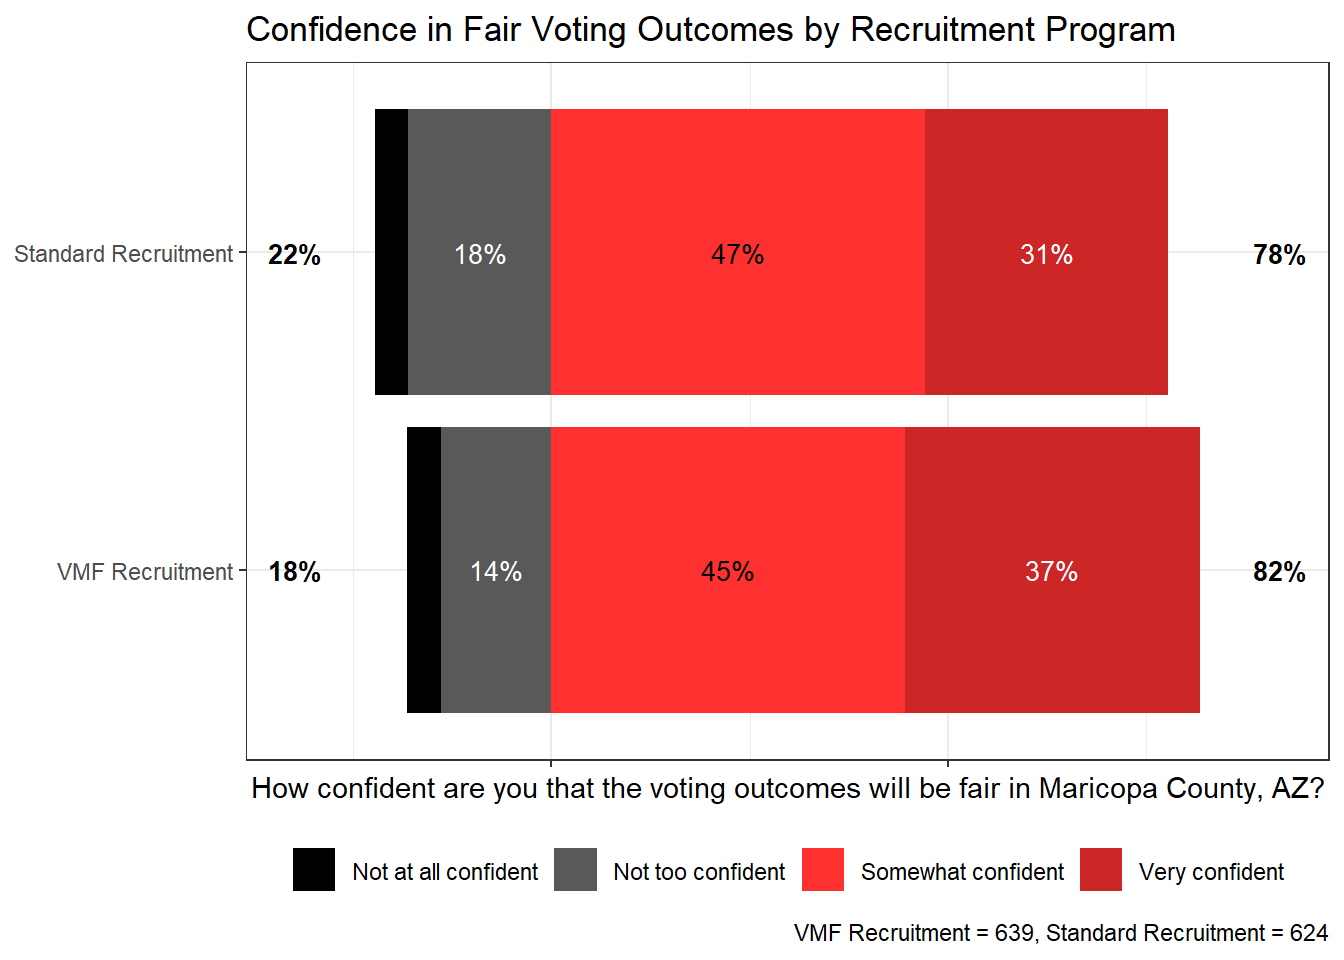 Confidence in Fair Voting Outcomes by Recruitment Program
Standard Recruitment 22% 18% 47% 31% 78%
VMF Recruitment 18% 14% 45% 37% 82%
How confident are you that the voting outcomes will be fair in Maricopa County, AZ?
Not at all confident Not too confident Somewhat confident Very confident
VMF Recruitment = 639, Standard Recruitment = 624